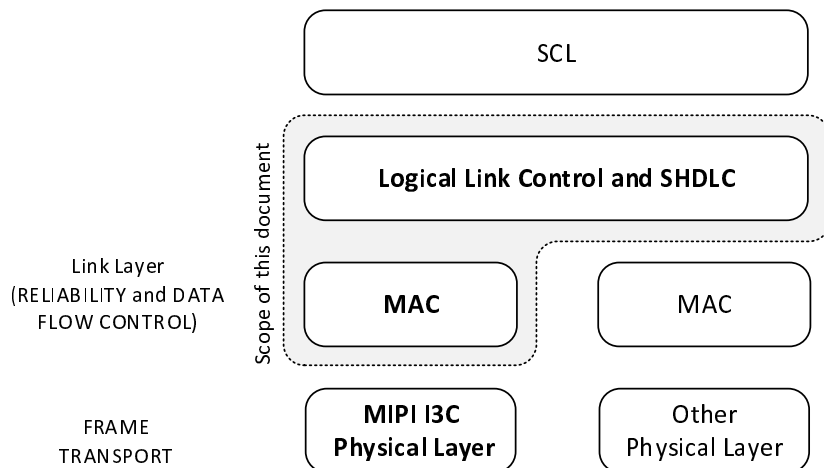 SCL
Scope of this document
Logical Link Control and SHDLC
Link Layer
(RELIABILITY and DATA
FLOW CONTROL)
MAC
MAC
FRAME
TRANSPORT
MIPI I3C
Physical Layer
Other
Physical Layer